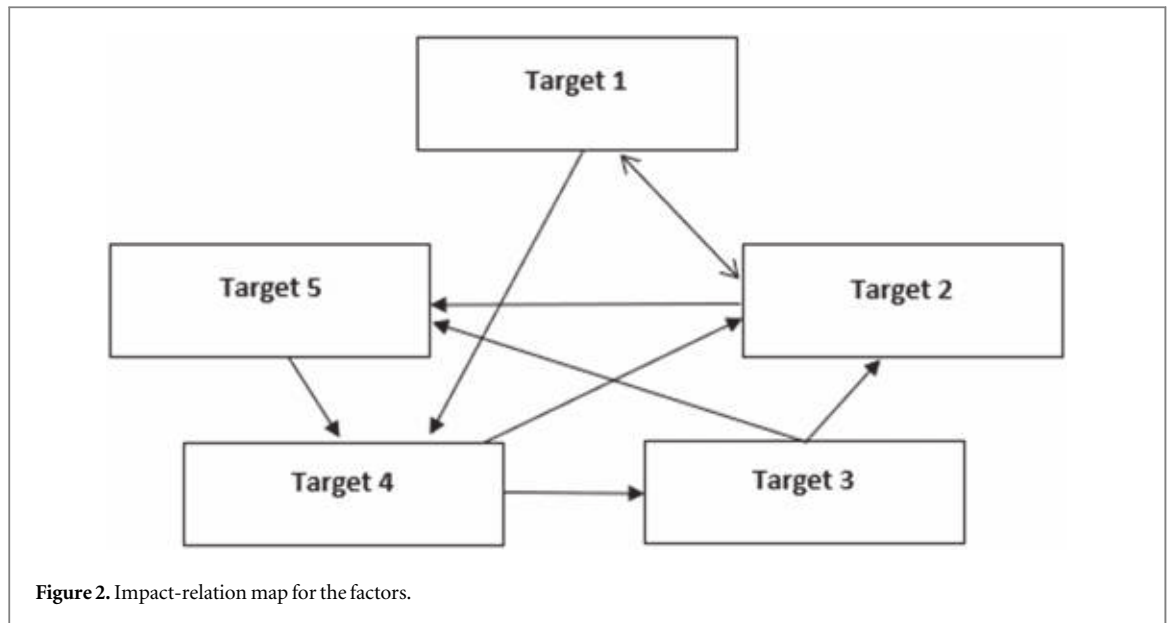 Target 1
Target 5
Target 2
Target 4
Target 3
Figure 2. Impact-relation map for the factors.